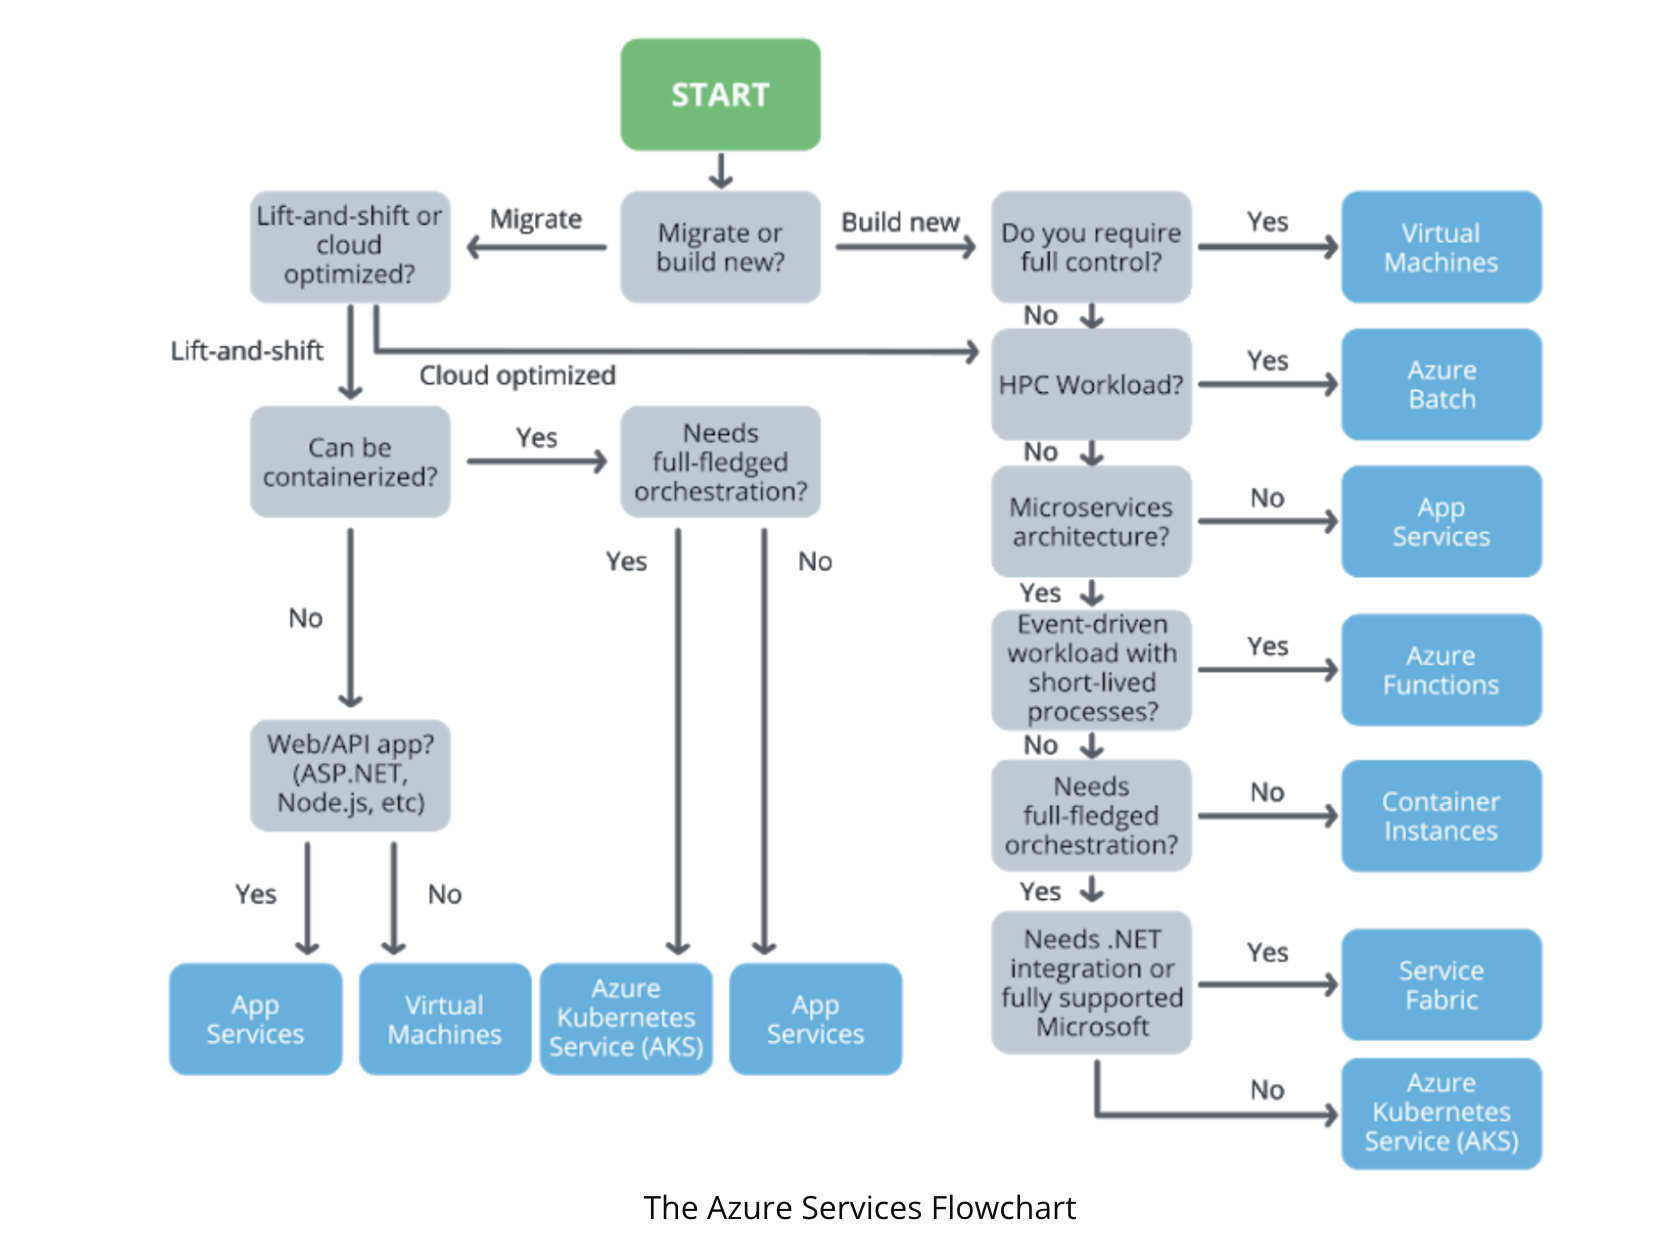 START
Lift-and-shift or
cloud
optimized?
Migrate
Migrate or
build new?
Build new
Do you require
full control?
Yes
Virtual
Machines
No
Lift-and-shift
Cloud optimized
HPC Workload?
Yes
Azure
Batch
Can be
containerized?
Yes
Needs
full-fledged
orchestration?
No
Microservices
architecture?
No
App
Services
Yes
No
No
Yes
Event-driven
workload with
short-lived
processes?
Yes
Azure
Functions
No
Web/API app?
(ASP.NET,
Node.js, etc)
Needs
full-fledged
orchestration?
No
Container
Instances
Yes
No
Yes
Needs .NET
integration or
fully supported
Microsoft
Yes
Service
Fabric
App
Services
Virtual
Machines
Azure
Kubernetes
Service (AKS)
App
Services
No
Azure
Kubernetes
Service (AKS)
The Azure Services Flowchart